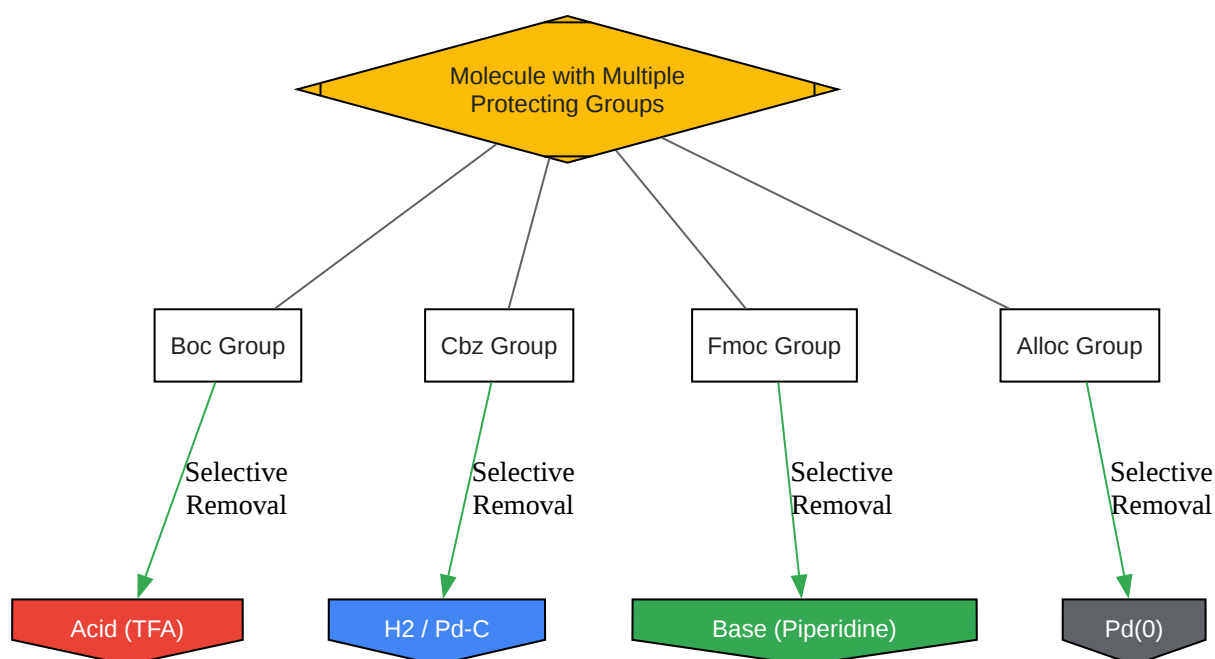 Molecule with Multiple
Protecting Groups
Boc Group
Cbz Group
Fmoc Group
Alloc Group
Selective
Removal
Selective
Removal
Selective
Removal
Selective
Removal
Acid (TFA)
H2 / Pd-C
Base (Piperidine)
Pd(0)